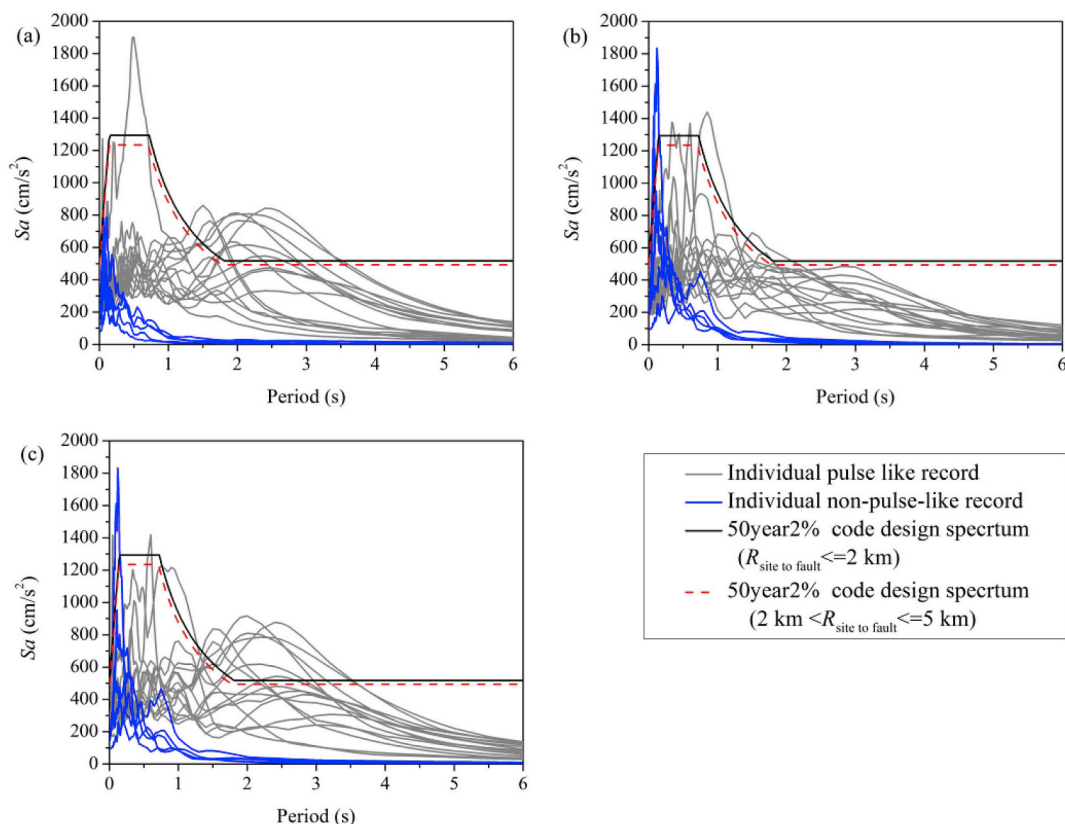 (a)
2000
1800
1600
1400
1200
1000
800
600
400
200
0
Sa (cm/s²)
0 1 2 3 4 5 6
Period (s)
(b)
2000
1800
1600
1400
1200
1000
800
600
400
200
0
Sa (cm/s²)
0 1 2 3 4 5 6
Period (s)
(c)
2000
1800
1600
1400
1200
1000
800
600
400
200
0
Sa (cm/s²)
0 1 2 3 4 5 6
Period (s)
Individual pulse like record
Individual non-pulse-like record
50year2% code design specrtum
(R site to fault<=2 km)
50year2% code design specrtum
(2 km <R site to fault<=5 km)